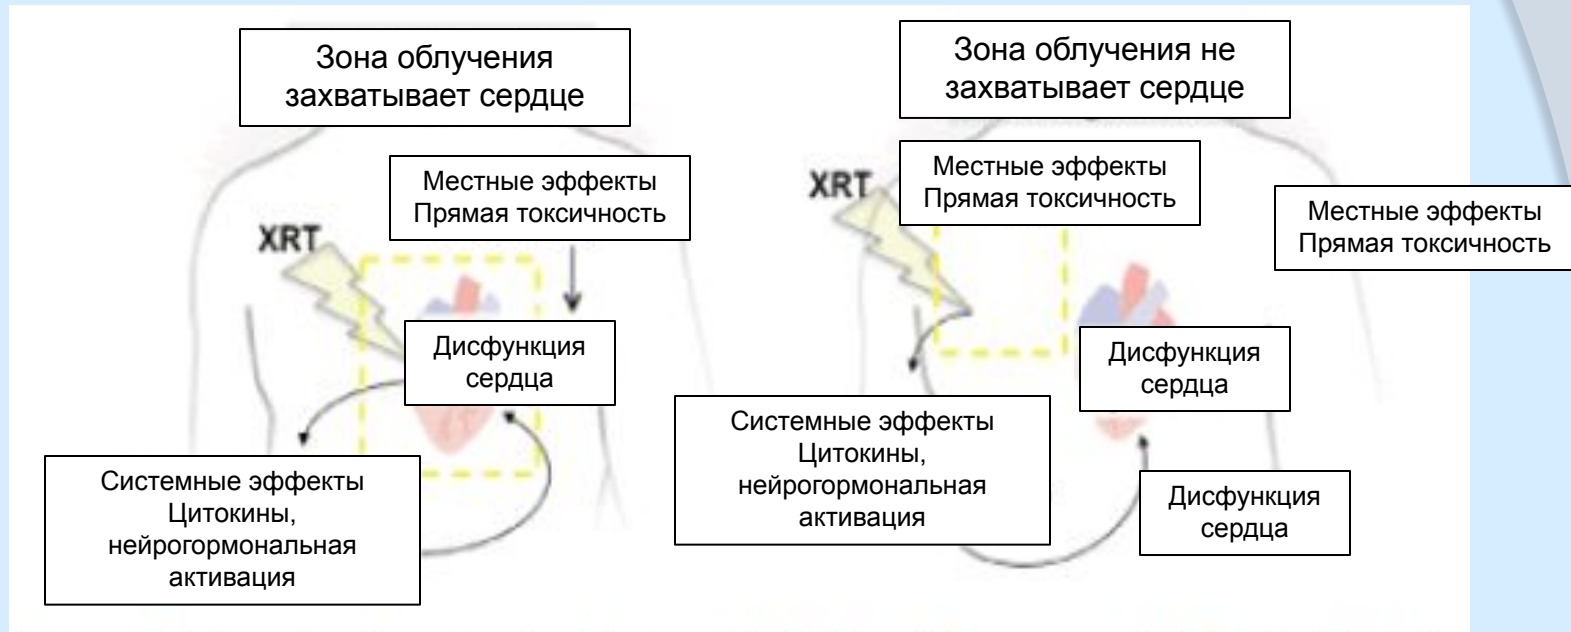 Зона облучения
захватывает сердце
Местные эффекты
Прямая токсичность
XRT
Дисфункция
сердца
Системные эффекты
Цитокины,
нейрогормональная
активация
Зона облучения не
захватывает сердце
Местные эффекты
Прямая токсичность
XRT
Местные эффекты
Прямая токсичность
Дисфункция
сердца
Системные эффекты
Цитокины,
нейрогормональная
активация
Дисфункция
сердца